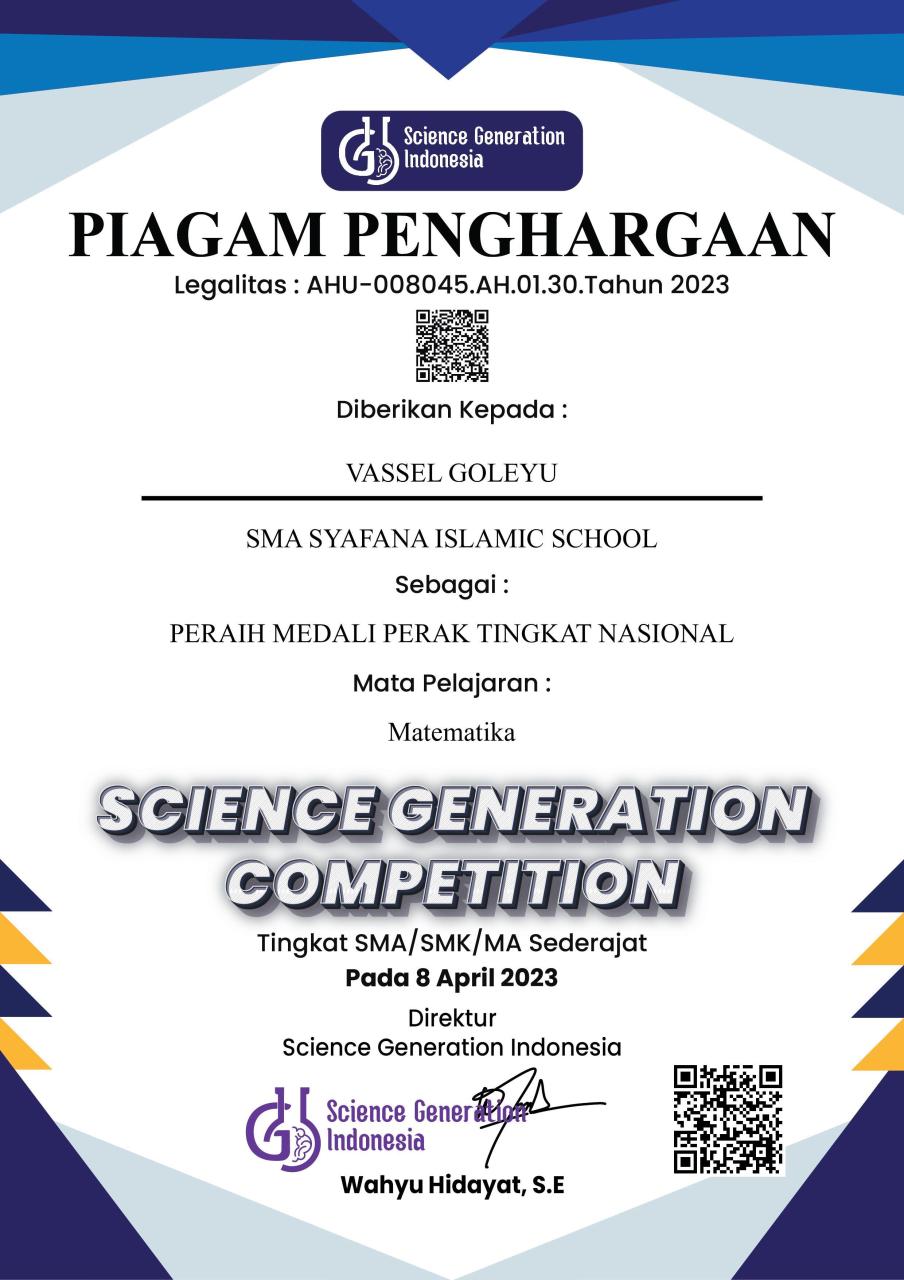 Science Generation
Indonesia
PIAGAM PENGHARGAAN
Legalitas : AHU-008045.AH.01.30.Tahun 2023
Diberikan Kepada :
VASSEL GOLEYU
SMA SYAFANA ISLAMIC SCHOOL
Sebagai :
PERAIH MEDALI PERAK TINGKAT NASIONAL
Mata Pelajaran :
Matematika
SCIENCE GENERATION
COMPETITION
Tingkat SMA/SMK/MA Sederajat
Pada 8 April 2023
Direktur
Science Generation Indonesia
Science Generation
Indonesia
Wahyu Hidayat, S.E